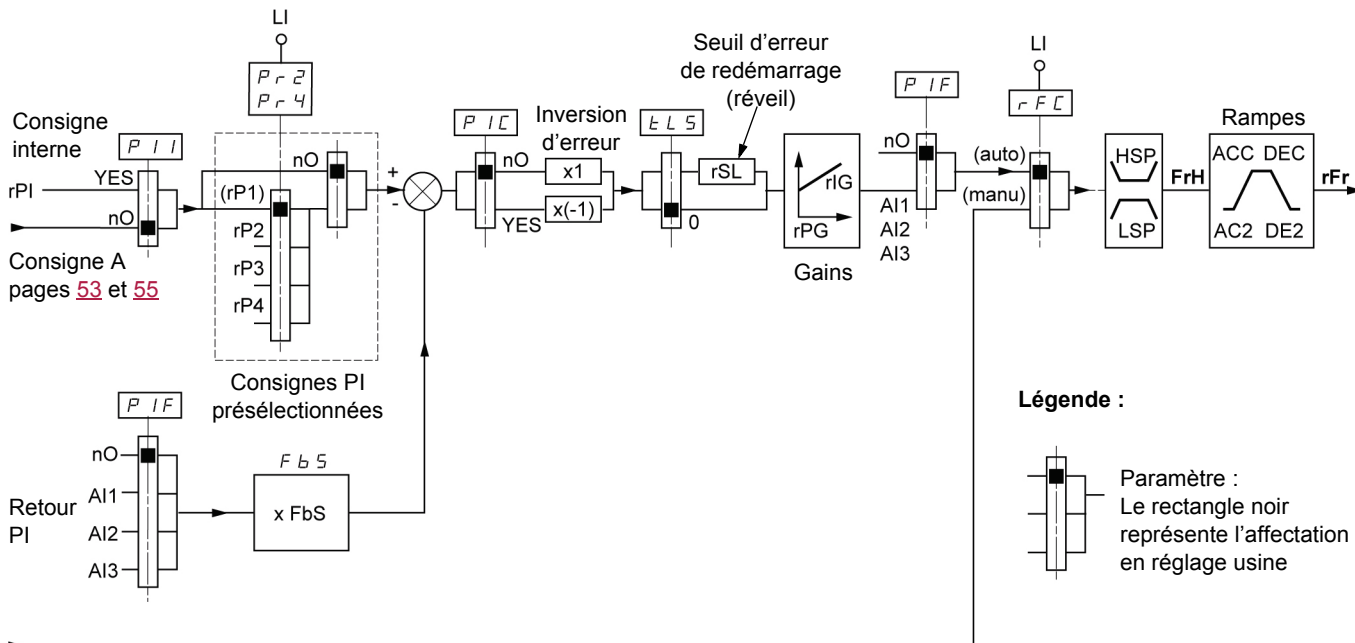 LI
Pr2
Pr4
Consigne
interne
PII
rPI
YES
nO
Consigne A
pages 53 et 55
nO
(rP1)
rP2
rP3
rP4
Consignes PI
présélectionnées
+
-
PIC
nO
YES
Inversion
d'erreur
x1
x(-1)
tLS
0
Seuil d'erreur
de redémarrage
(réveil)
rSL
rIG
rPG
Gains
PIF
nO
AI1
AI2
AI3
LI
rFC
(auto)
(manu)
HSP
LSP
FrH
Rampes
ACC DEC
AC2 DE2
rFr
PIF
Retour
PI
nO
AI1
AI2
AI3
FbS
x FbS
Légende :
Paramètre :
Le rectangle noir
représente l'affectation
en réglage usine